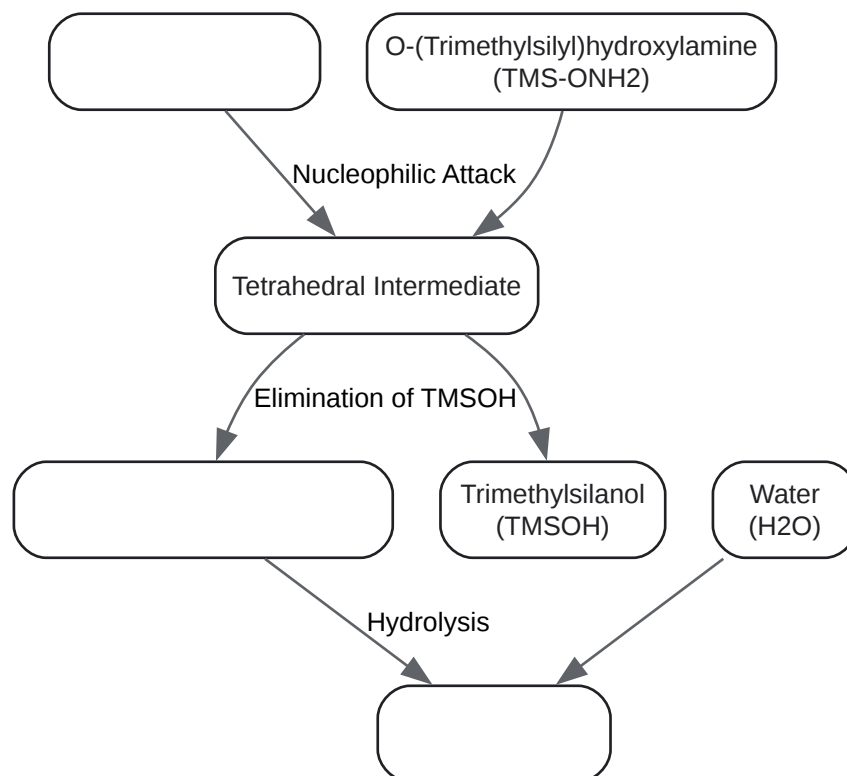 O-(Trimethylsilyl)hydroxylamine
(TMS-ONH2)
Nucleophilic Attack
Tetrahedral Intermediate
Elimination of TMSOH
Trimethylsilanol
(TMSOH)
Water
(H2O)
Hydrolysis